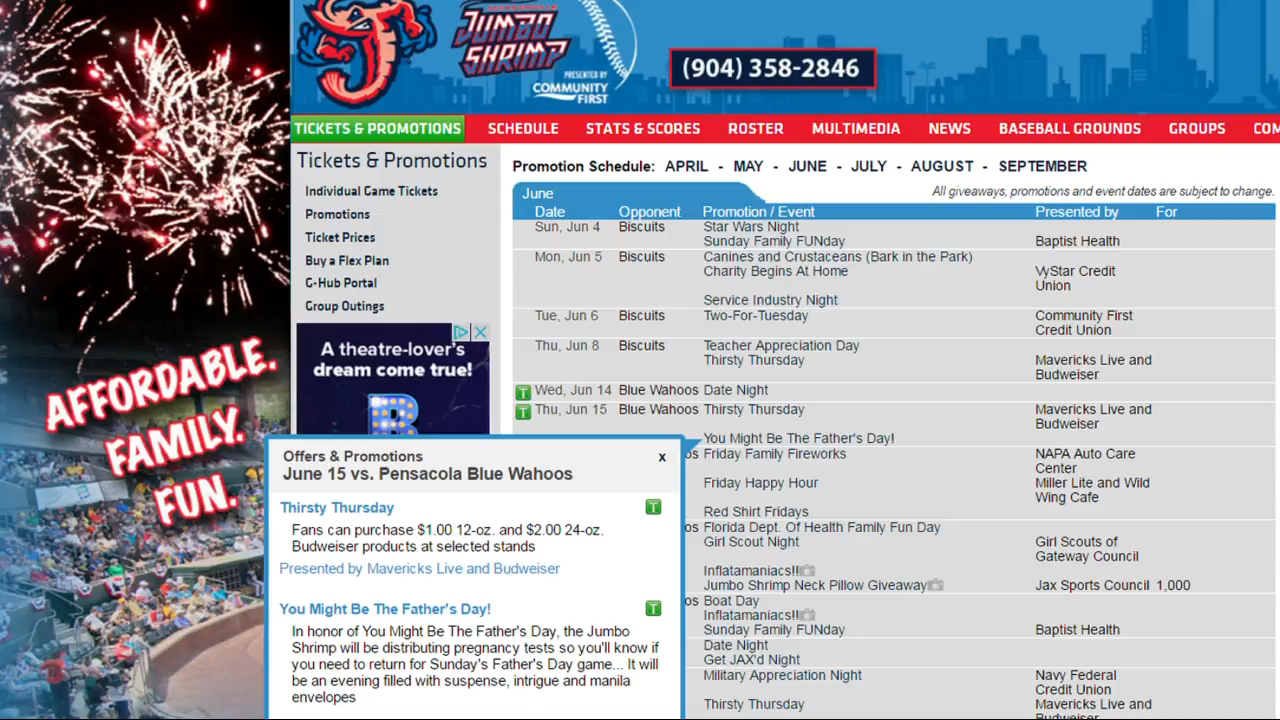 JUMBO
SHRIMP
PRESENTED BY
COMMUNITY
FIRST
(904) 358-2846
TICKETS & PROMOTIONS SCHEDULE STATS & SCORES ROSTER MULTIMEDIA NEWS BASEBALL GROUNDS GROUPS COM
Tickets & Promotions
Individual Game Tickets
Promotions
Ticket Prices
Buy a Flex Plan
G-Hub Portal
Group Outings
A theatre-lover's
dream come true!
B
AFFORDABLE.
FAMILY.
FUN.
Promotion Schedule: APRIL - MAY - JUNE - JULY - AUGUST - SEPTEMBER
June
All giveaways, promotions and event dates are subject to change.
Date Opponent Promotion / Event Presented by For
Sun, Jun 4 Biscuits Star Wars Night
Sunday Family FUNday Baptist Health
Mon, Jun 5 Biscuits Canines and Crustaceans (Bark in the Park)
Charity Begins At Home VyStar Credit
Union
Service Industry Night
Tue, Jun 6 Biscuits Two-For-Tuesday Community First
Credit Union
Thu, Jun 8 Biscuits Teacher Appreciation Day
Thirsty Thursday Mavericks Live and
Budweiser
T Wed, Jun 14 Blue Wahoos Date Night
T Thu, Jun 15 Blue Wahoos Thirsty Thursday Mavericks Live and
Budweiser
You Might Be The Father's Day!
os Friday Family Fireworks NAPA Auto Care
Center
Friday Happy Hour Miller Lite and Wild
Wing Cafe
Red Shirt Fridays
os Florida Dept. Of Health Family Fun Day
Girl Scout Night Girl Scouts of
Gateway Council
Inflatamaniacs!!
Jumbo Shrimp Neck Pillow Giveaway Jax Sports Council 1,000
os Boat Day
Inflatamaniacs!!
Sunday Family FUNday Baptist Health
Date Night
Get JAX'd Night
Military Appreciation Night Navy Federal
Credit Union
Thirsty Thursday Mavericks Live and
Budweiser
Offers & Promotions x
June 15 vs. Pensacola Blue Wahoos
Thirsty Thursday T
Fans can purchase $1.00 12-oz. and $2.00 24-oz.
Budweiser products at selected stands
Presented by Mavericks Live and Budweiser
You Might Be The Father's Day! T
In honor of You Might Be The Father's Day, the Jumbo
Shrimp will be distributing pregnancy tests so you'll know if
you need to return for Sunday's Father's Day game... It will
be an evening filled with suspense, intrigue and manila
envelopes